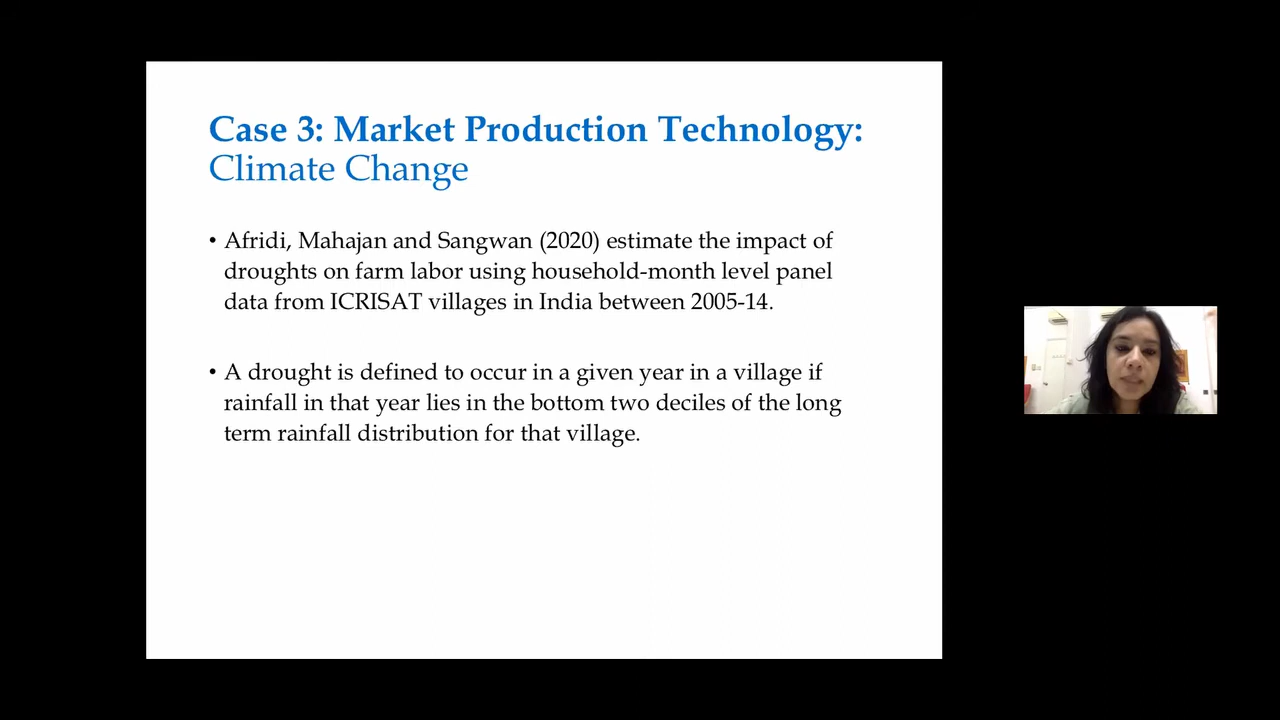 Case 3: Market Production Technology:
Climate Change
• Afridi, Mahajan and Sangwan (2020) estimate the impact of
droughts on farm labor using household-month level panel
data from ICRISAT villages in India between 2005-14.
• A drought is defined to occur in a given year in a village if
rainfall in that year lies in the bottom two deciles of the long
term rainfall distribution for that village.